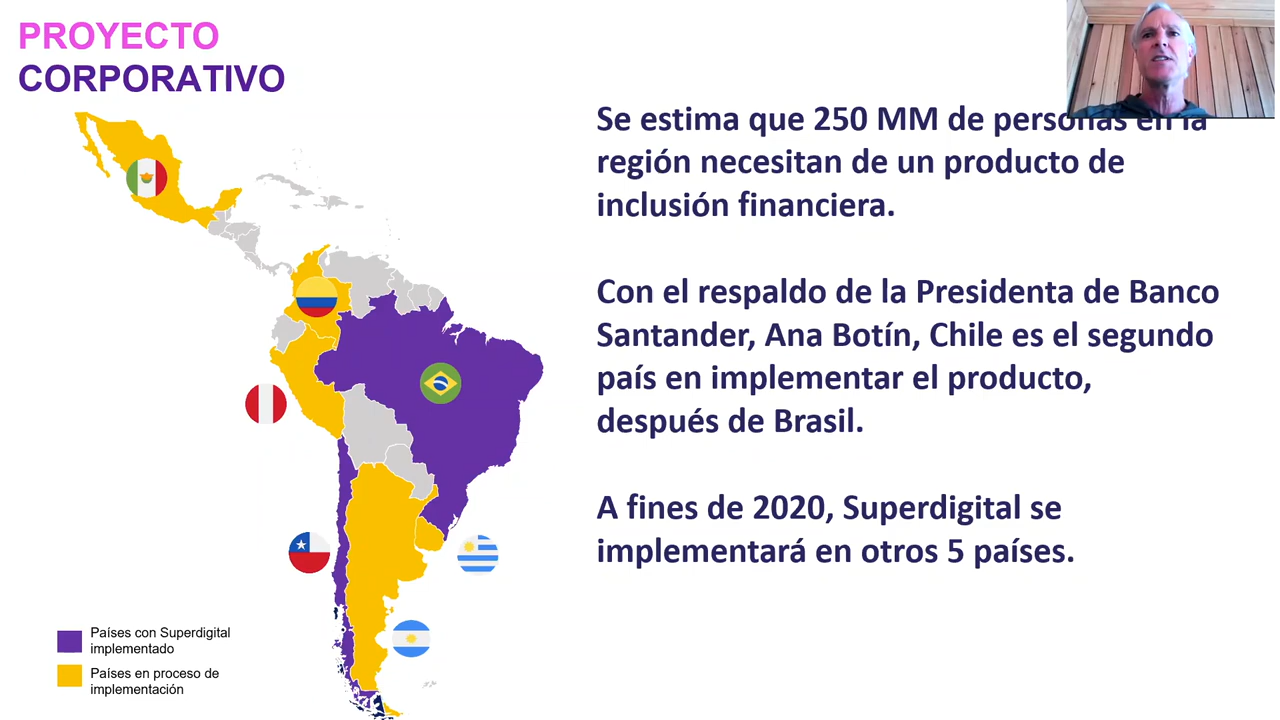 PROYECTO
CORPORATIVO
Se estima que 250 MM de personas en la
región necesitan de un producto de
inclusión financiera.
Con el respaldo de la Presidenta de Banco
Santander, Ana Botín, Chile es el segundo
país en implementar el producto,
después de Brasil.
A fines de 2020, Superdigital se
implementará en otros 5 países.
Países con Superdigital
implementado
Países en proceso de
implementación